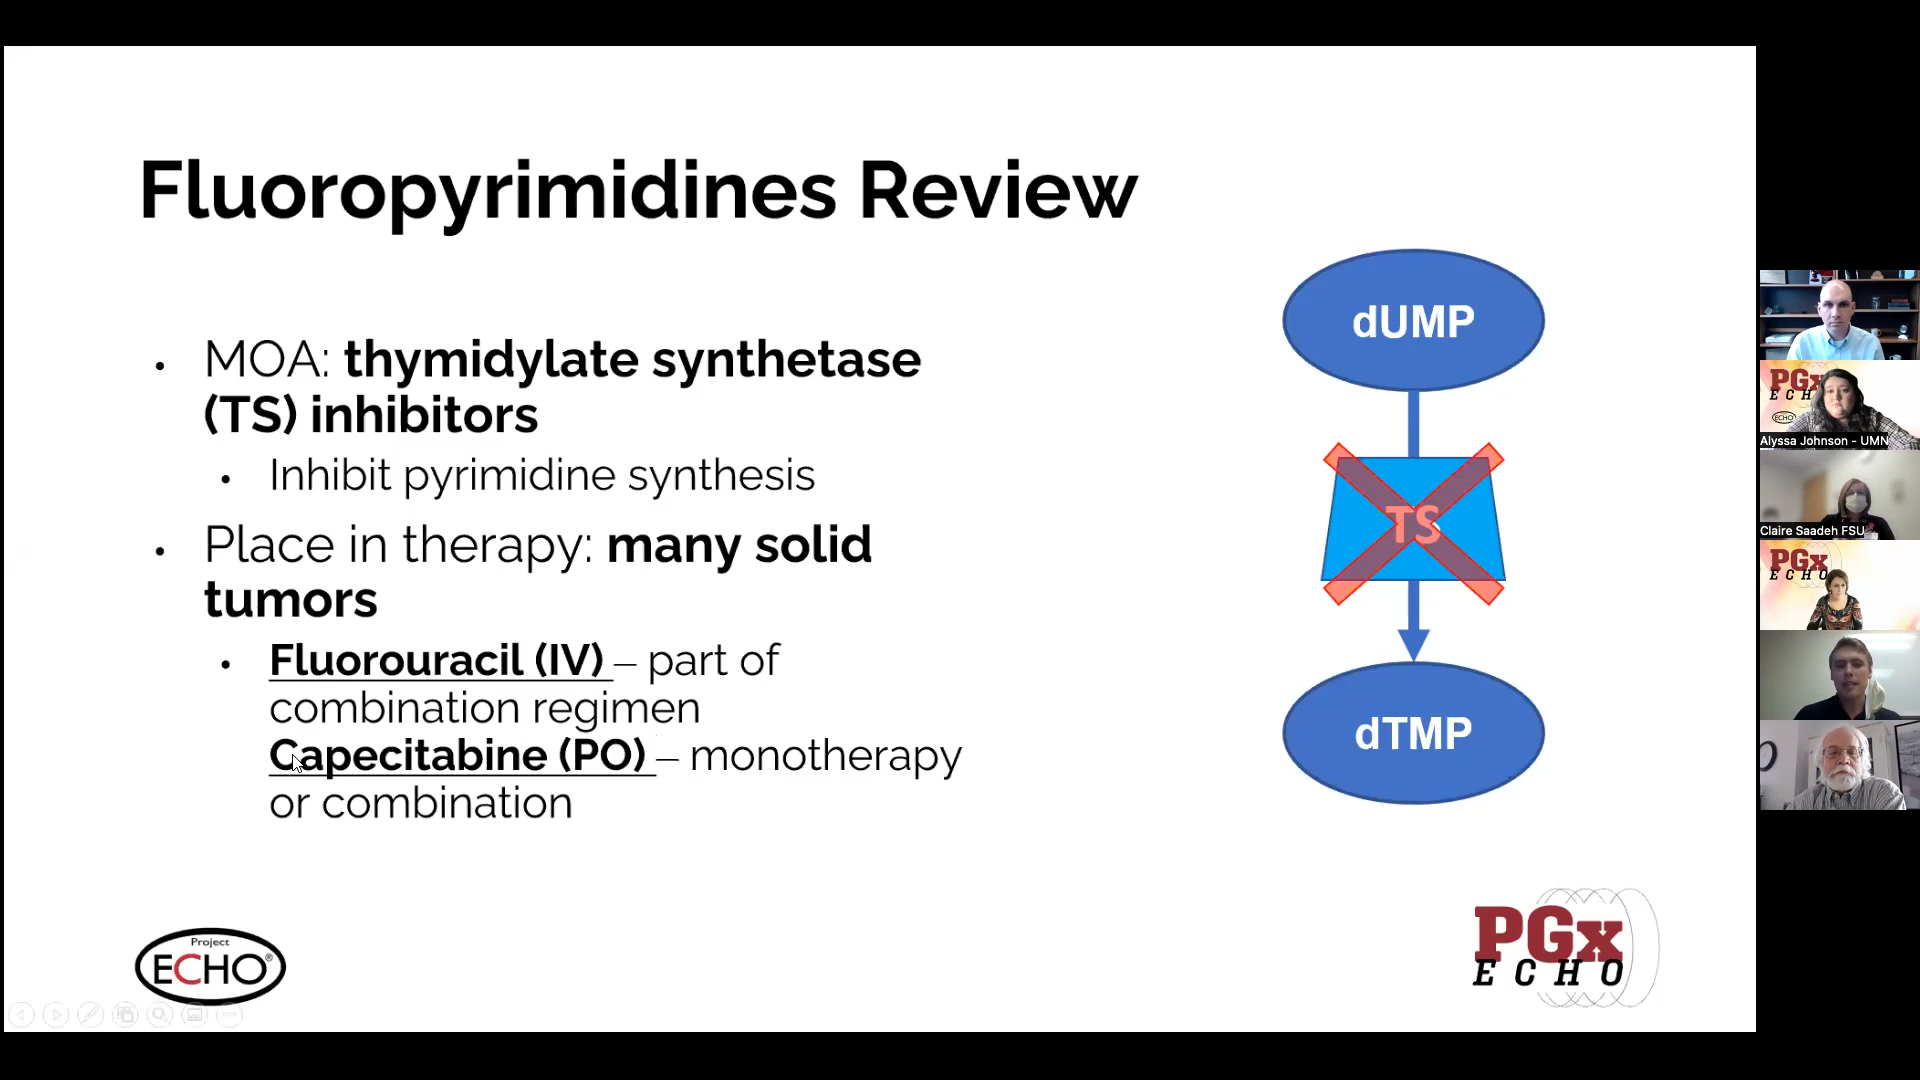 Fluoropyrimidines Review
• MOA: thymidylate synthetase
(TS) inhibitors
• Inhibit pyrimidine synthesis
• Place in therapy: many solid
tumors
• Fluorouracil (IV) – part of
combination regimen
Capecitabine (PO) – monotherapy
or combination
dUMP
TS
dTMP
Project
ECHO®
PGx
ECHO
PGx
ECH
ECHO
Alyssa Johnson - UMN
Claire Saadeh FSU
PGx
ECHO